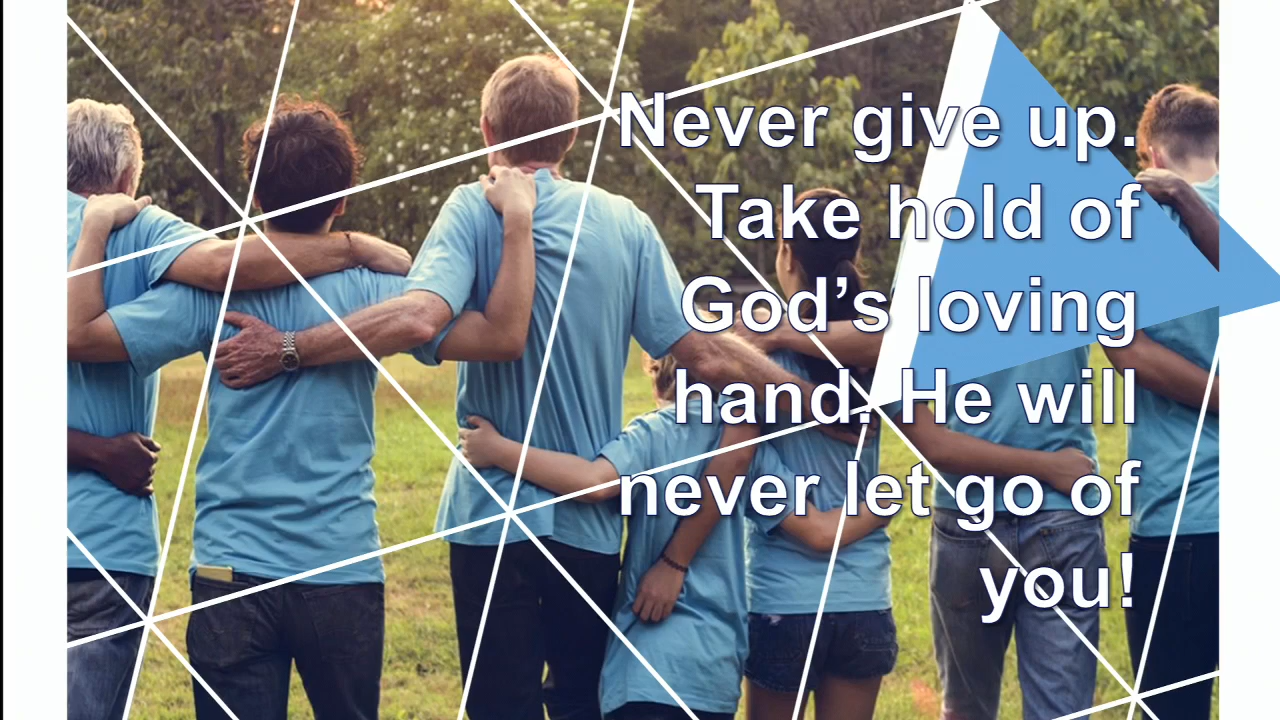 Never give up.
Take hold of
God’s loving
hand. He will
never let go of
you!